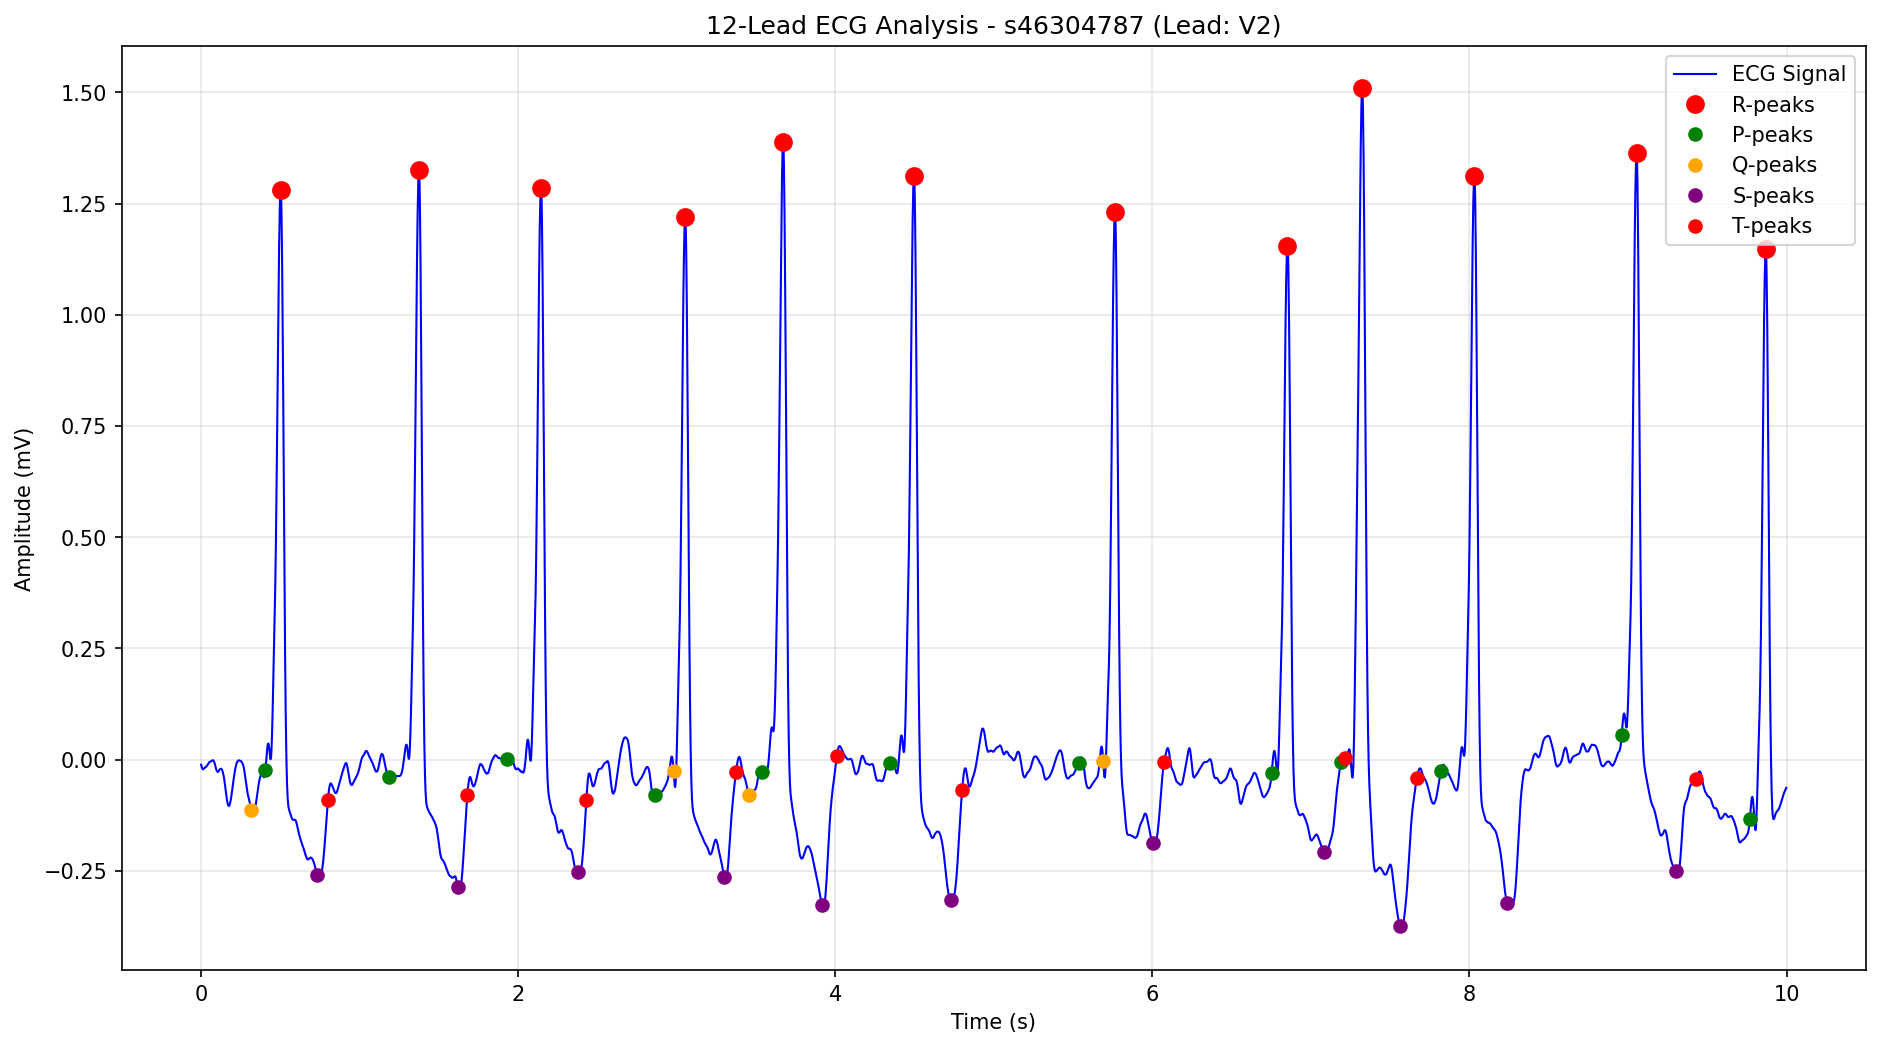 12-Lead ECG Analysis - s46304787 (Lead: V2)
ECG Signal
R-peaks
P-peaks
Q-peaks
S-peaks
T-peaks
Amplitude (mV)
1.50
1.25
1.00
0.75
0.50
0.25
0.00
−0.25
0 2 4 6 8 10
Time (s)